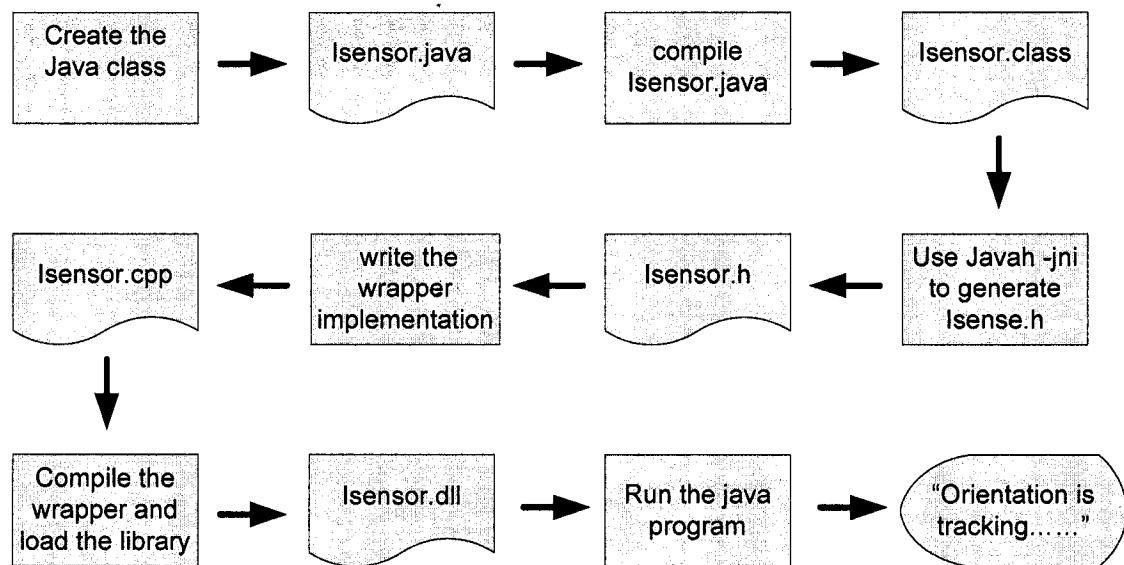 Create the
Java class
Isensor.java
compile
Isensor.java
Isensor.class
Use Javah -jni
to generate
Isense.h
Isensor.h
write the
wrapper
implementation
Isensor.cpp
Compile the
wrapper and
load the library
Isensor.dll
Run the java
program
“Orientation is
tracking……”